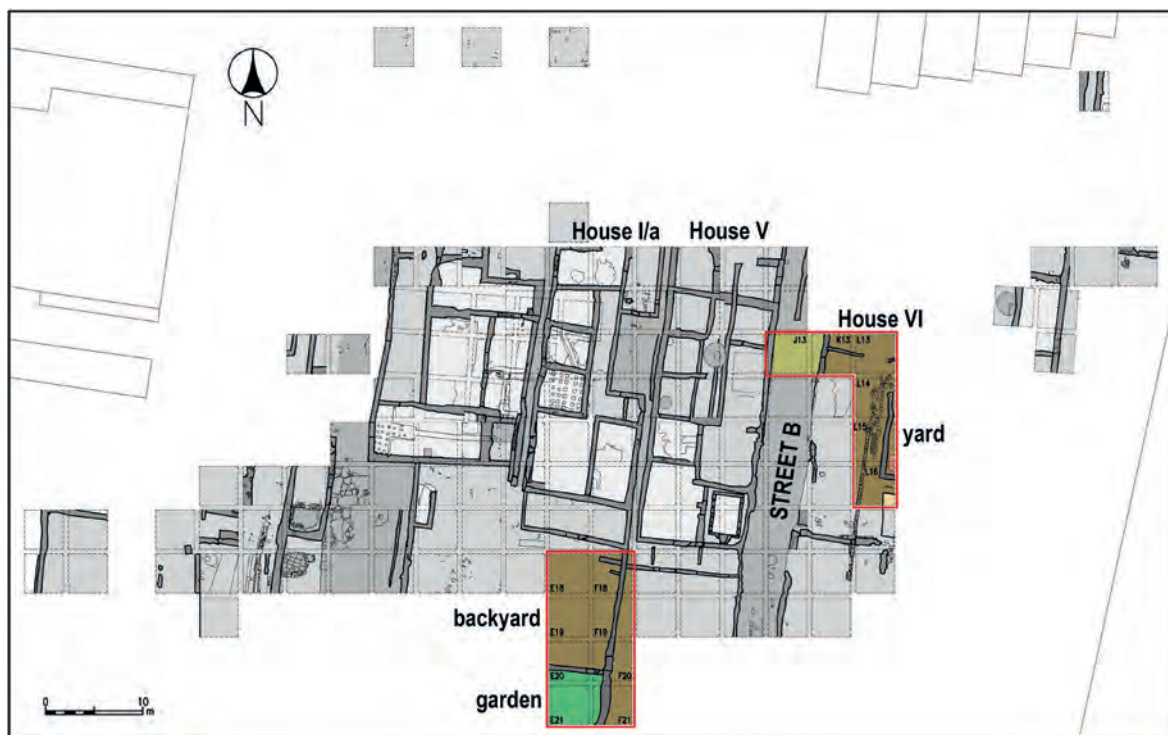 N
House I/a
House V
House VI
J13
K13
L13
L14
L15
L16
yard
STREET B
backyard
E18
F18
E19
F19
garden
E20
F20
E21
F21
0
10
m